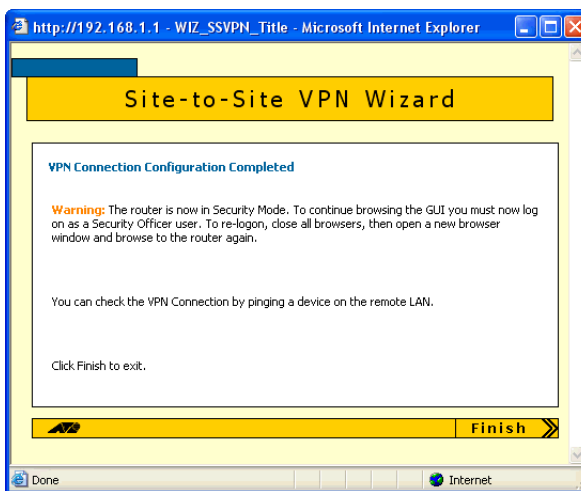 http://192.168.1.1 - WIZ_SSVPN_Title - Microsoft Internet Explorer
Site-to-Site VPN Wizard
VPN Connection Configuration Completed
Warning: The router is now in Security Mode. To continue browsing the GUI you must now log
on as a Security Officer user. To re-logon, close all browsers, then open a new browser
window and browse to the router again.
You can check the VPN Connection by pinging a device on the remote LAN.
Click Finish to exit.
Finish
Done
Internet